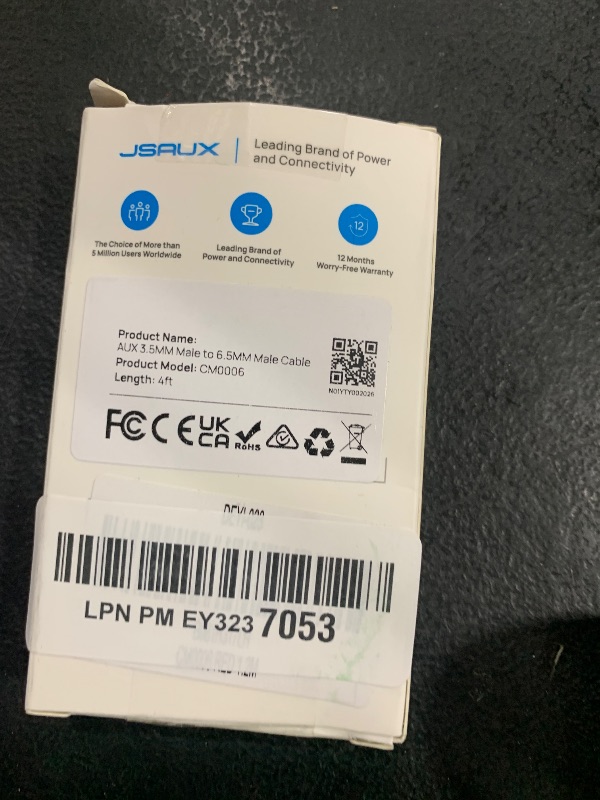 JSAUX
Leading Brand of Power
and Connectivity
The Choice of More than
5 Million Users Worldwide
Leading Brand of
Power and Connectivity
12
12 Months
Worry-Free Warranty
Product Name:
AUX 3.5MM Male to 6.5MM Male Cable
Product Model: CM0006
Length: 4ft
N01YTY002026
FC CE UK
CA
RoHS
LPN PM EY323 7053